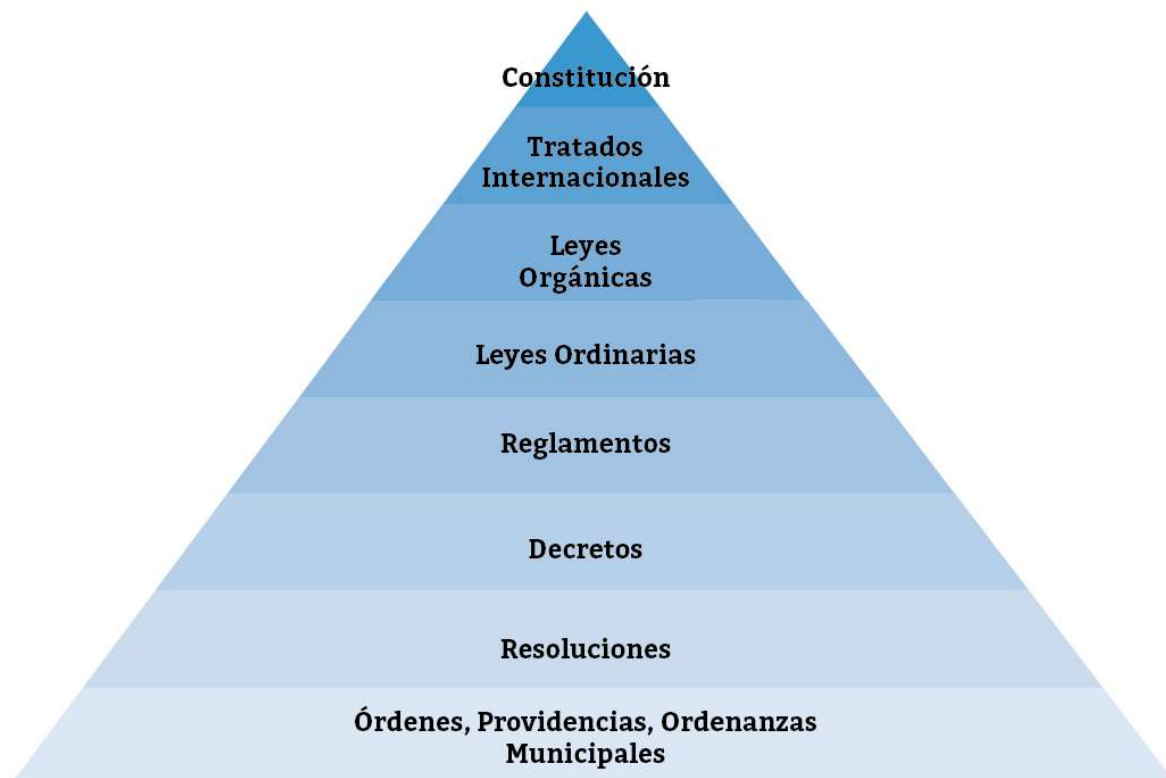 Constitución
Tratados
Internacionales
Leyes
Orgánicas
Leyes Ordinarias
Reglamentos
Decretos
Resoluciones
Órdenes, Providencias, Ordenanzas
Municipales